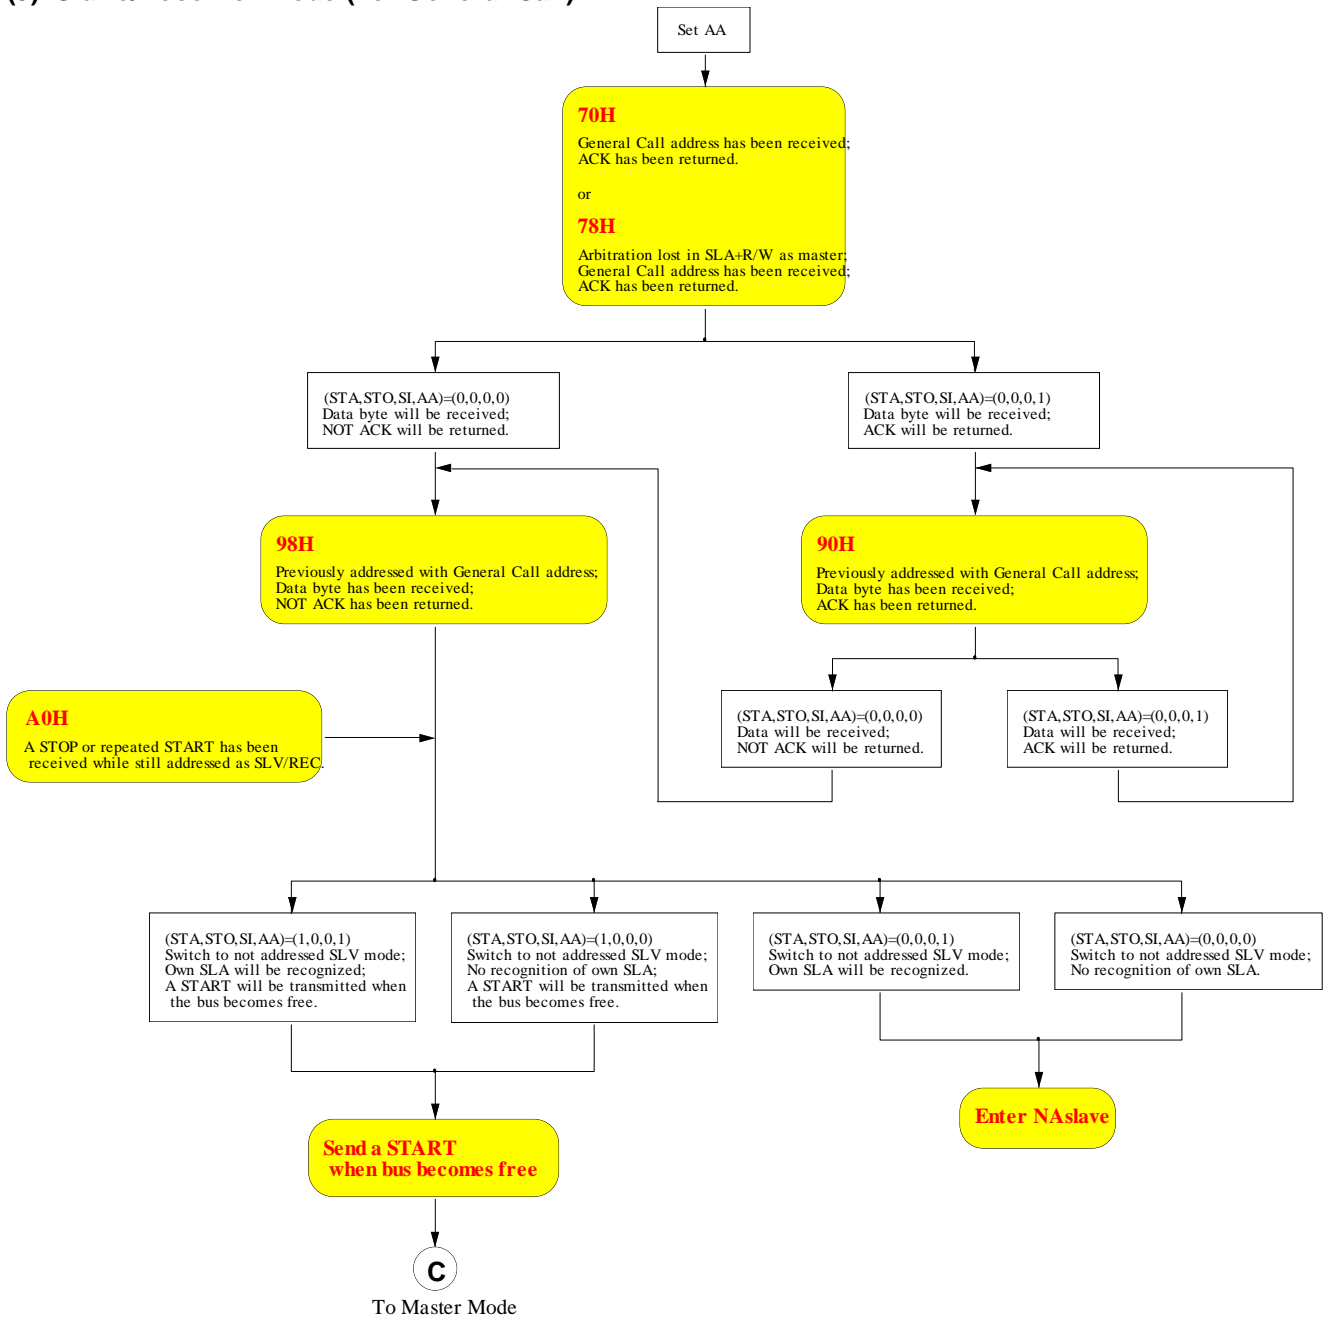 Set AA
70H
General Call address has been received;
ACK has been returned.
or
78H
Arbitration lost in SLA+R/W as master;
General Call address has been received;
ACK has been returned.
(STA,STO,SI,AA)=(0,0,0,0)
Data byte will be received;
NOT ACK will be returned.
(STA,STO,SI,AA)=(0,0,0,1)
Data byte will be received;
ACK will be returned.
98H
Previously addressed with General Call address;
Data byte has been received;
NOT ACK has been returned.
90H
Previously addressed with General Call address;
Data byte has been received;
ACK has been returned.
A0H
A STOP or repeated START has been
received while still addressed as SLV/REC.
(STA,STO,SI,AA)=(0,0,0,0)
Data will be received;
NOT ACK will be returned.
(STA,STO,SI,AA)=(0,0,0,1)
Data will be received;
ACK will be returned.
(STA,STO,SI,AA)=(1,0,0,1)
Switch to not addressed SLV mode;
Own SLA will be recognized;
A START will be transmitted when
the bus becomes free.
(STA,STO,SI,AA)=(1,0,0,0)
Switch to not addressed SLV mode;
No recognition of own SLA;
A START will be transmitted when
the bus becomes free.
(STA,STO,SI,AA)=(0,0,0,1)
Switch to not addressed SLV mode;
Own SLA will be recognized.
(STA,STO,SI,AA)=(0,0,0,0)
Switch to not addressed SLV mode;
No recognition of own SLA.
Send a START
when bus becomes free
Enter NAslave
C
To Master Mode